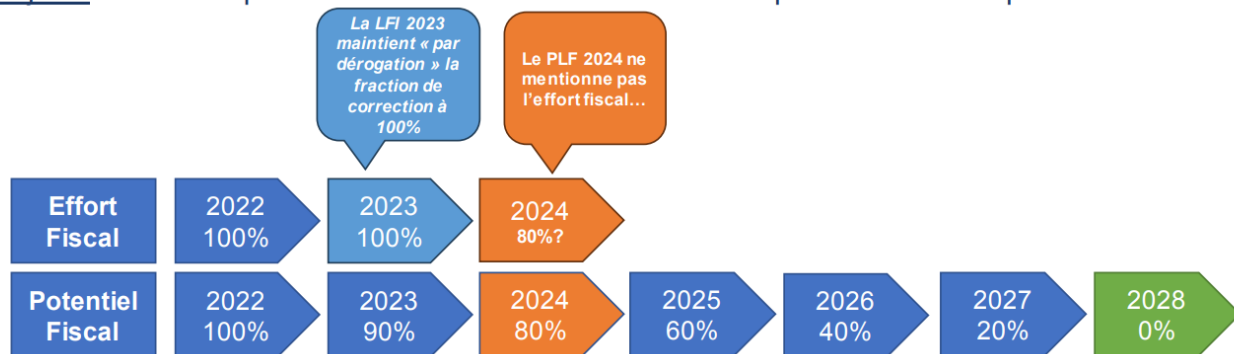 La LFI 2023
maintient « par
dérogation » la
fraction de
correction à
100%
Le PLF 2024 ne
mentionne pas
l'effort fiscal…
Effort
Fiscal
2022
100%
2023
100%
2024
80%?
Potentiel
Fiscal
2022
100%
2023
90%
2024
80%
2025
60%
2026
40%
2027
20%
2028
0%